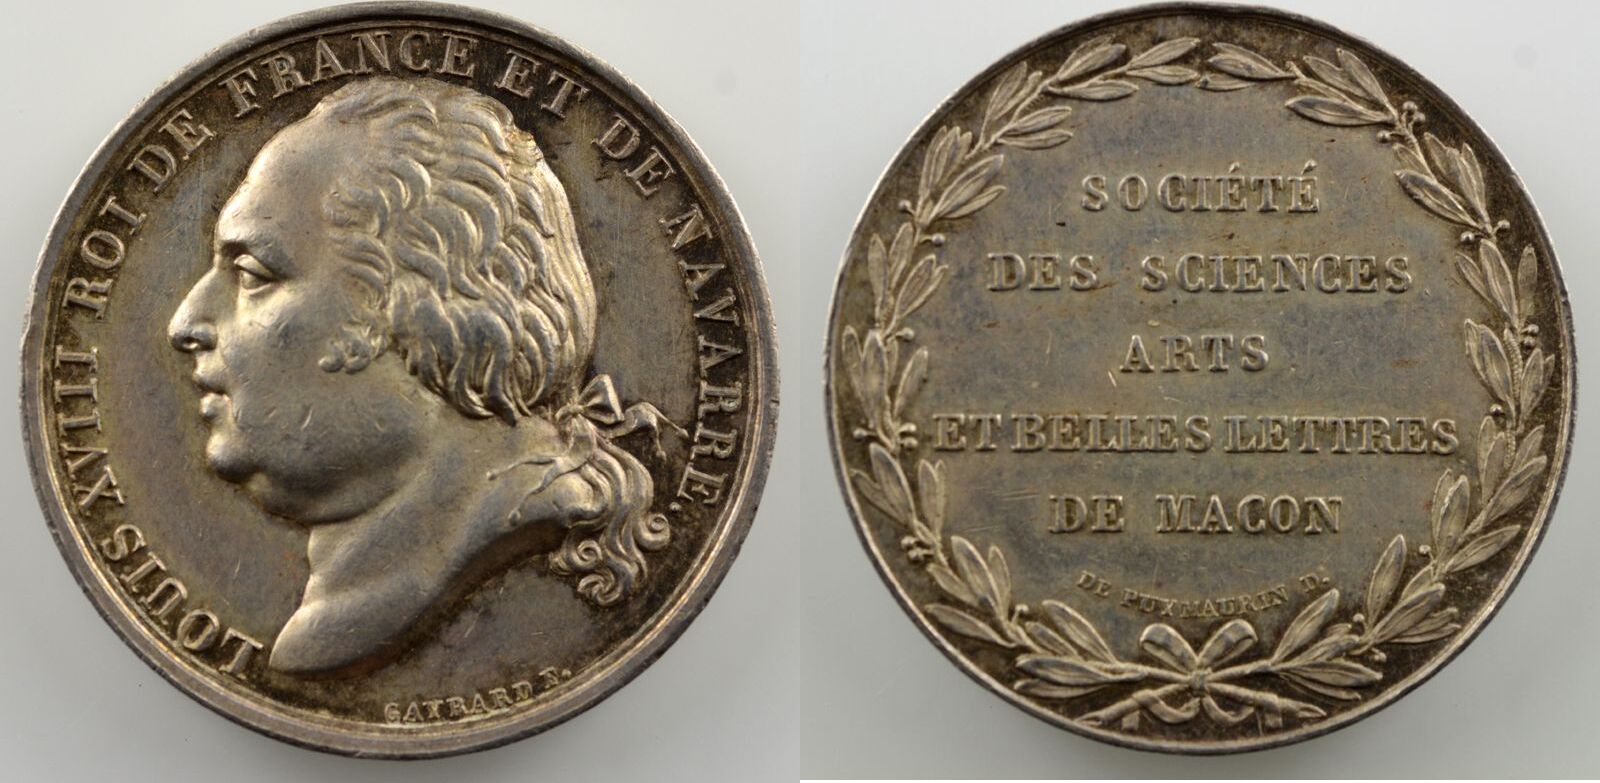 LOUIS XVIII ROI DE FRANCE ET DE NAVARRE.
GAYRARD F.
SOCIÉTÉ
DES SCIENCES
ARTS
ET BELLES LETTRES
DE MACON
DE PUYMAURIN D.